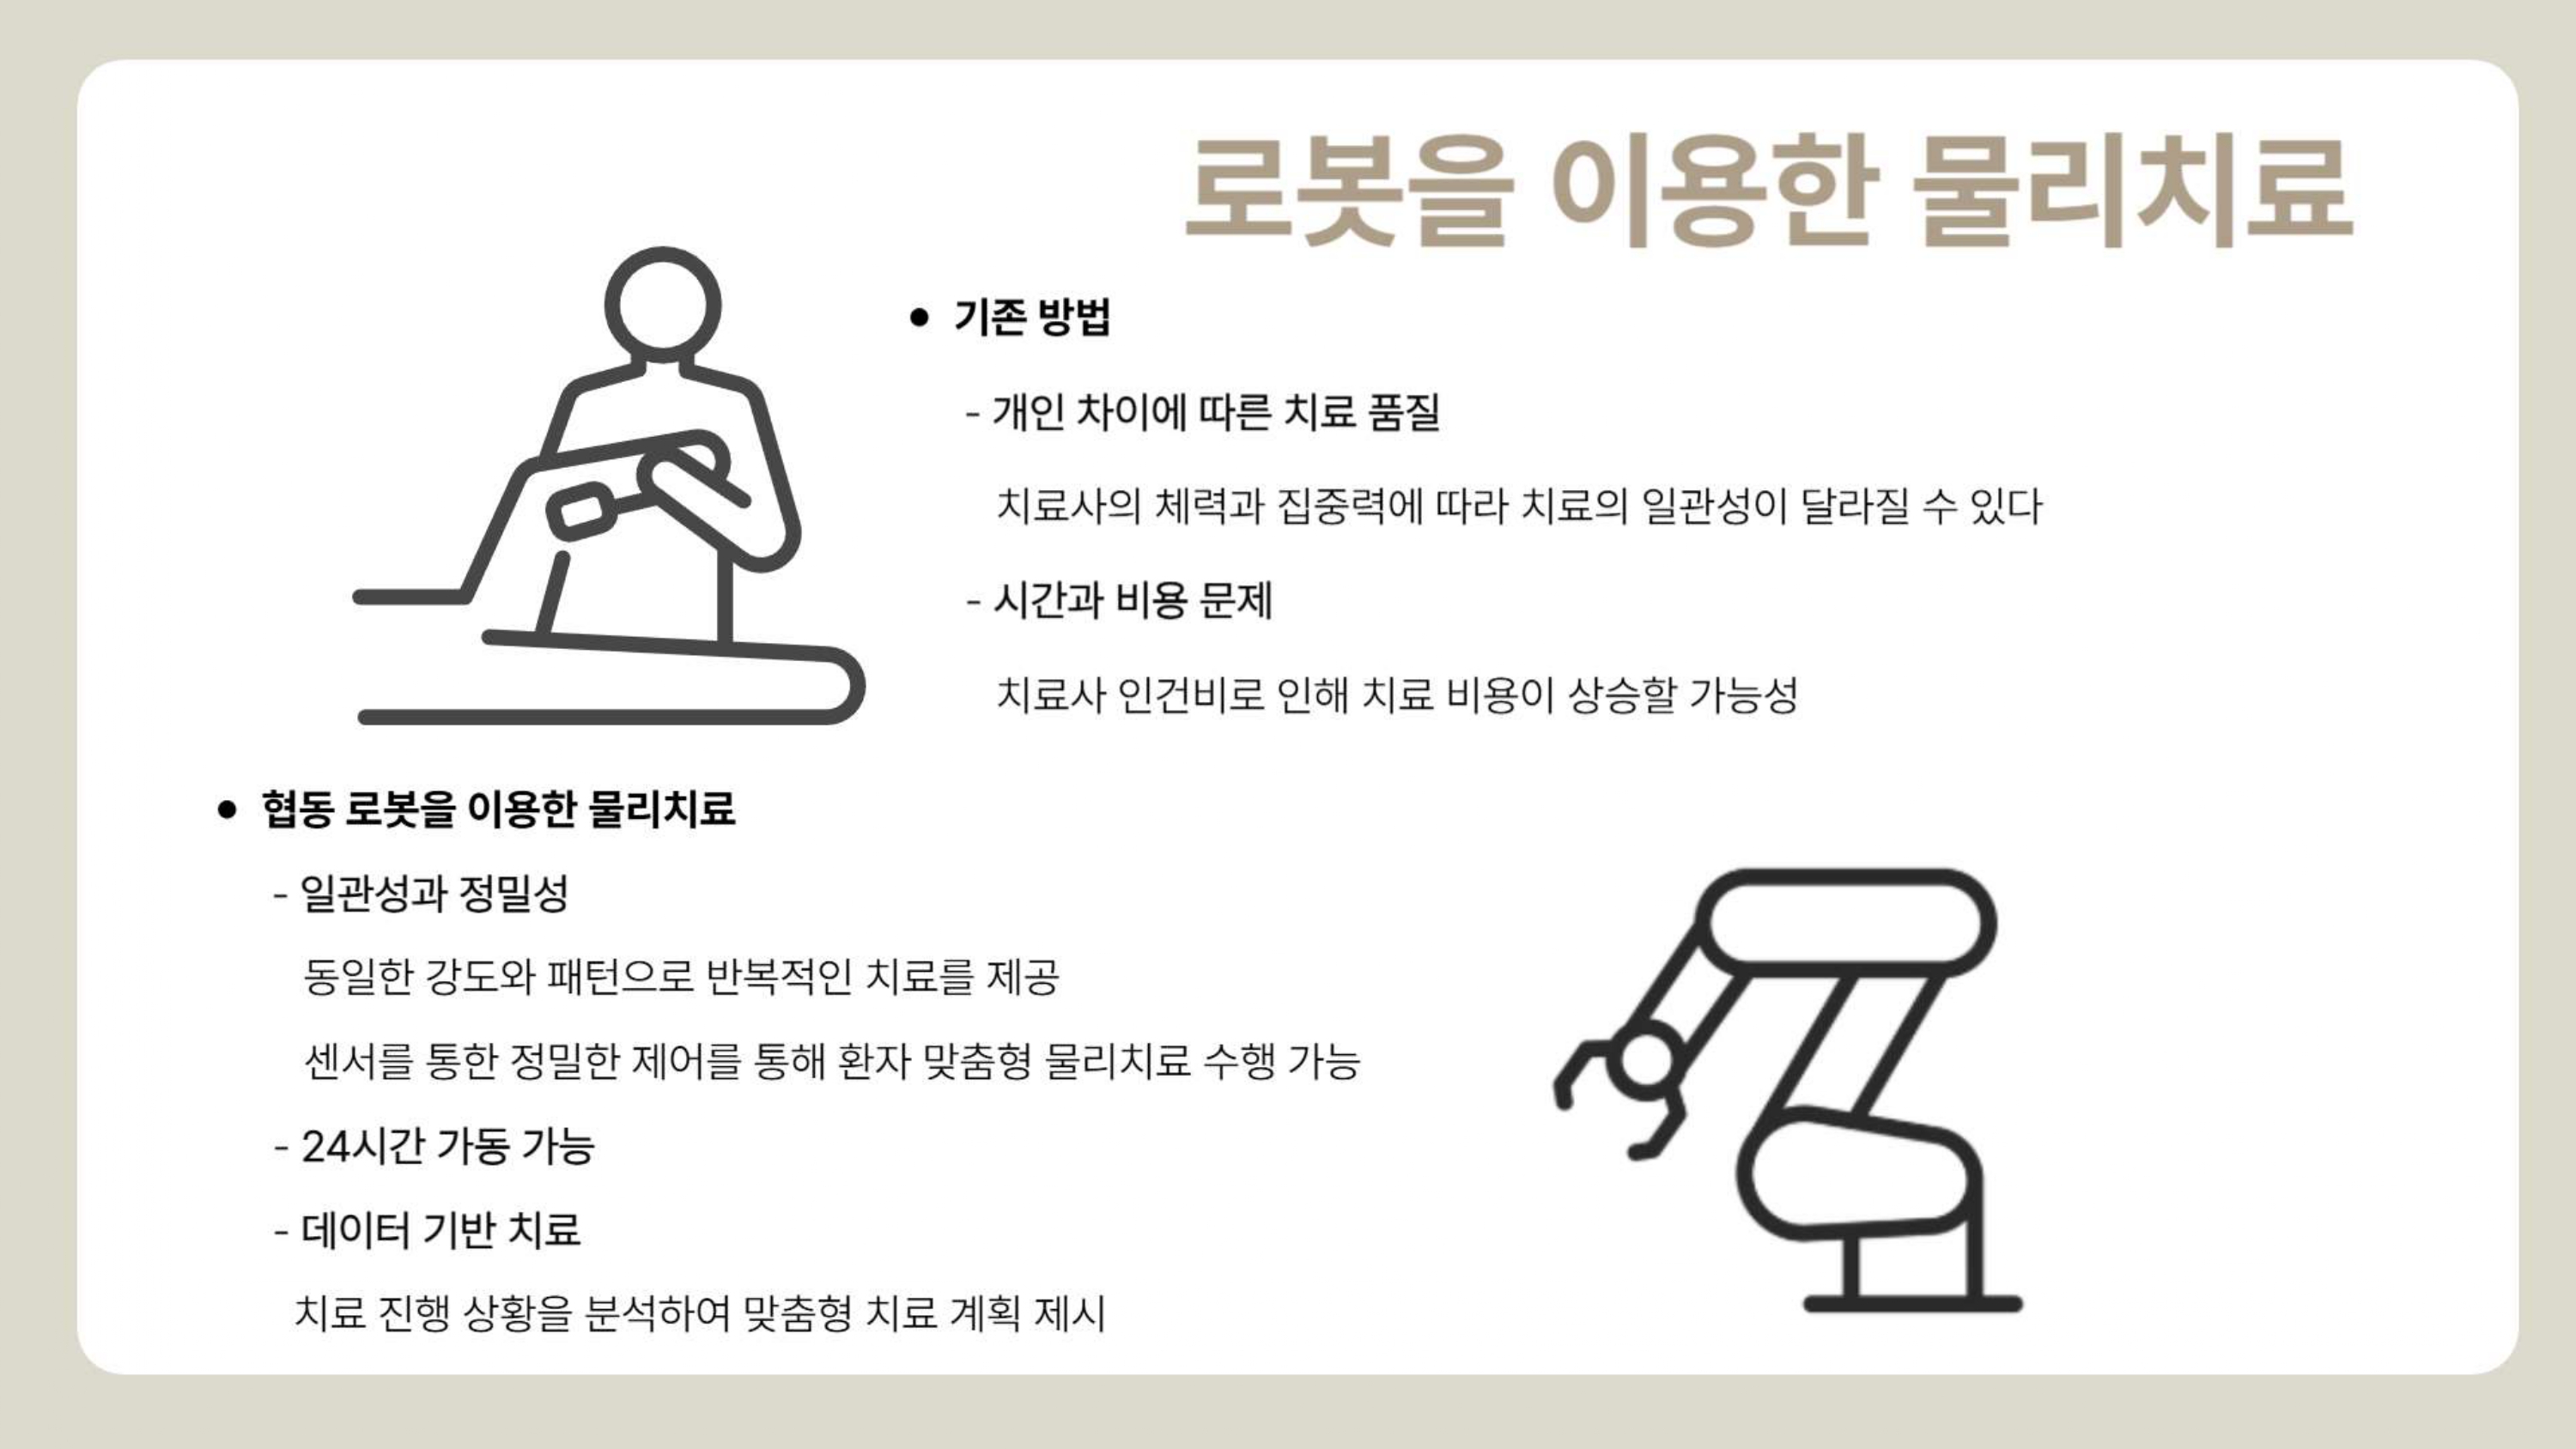 로봇을 이용한 물리치료
● 기존 방법
- 개인 차이에 따른 치료 품질
치료사의 체력과 집중력에 따라 치료의 일관성이 달라질 수 있다
- 시간과 비용 문제
치료사 인건비로 인해 치료 비용이 상승할 가능성
● 협동 로봇을 이용한 물리치료
- 일관성과 정밀성
동일한 강도와 패턴으로 반복적인 치료를 제공
센서를 통한 정밀한 제어를 통해 환자 맞춤형 물리치료 수행 가능
- 24시간 가동 가능
- 데이터 기반 치료
치료 진행 상황을 분석하여 맞춤형 치료 계획 제시